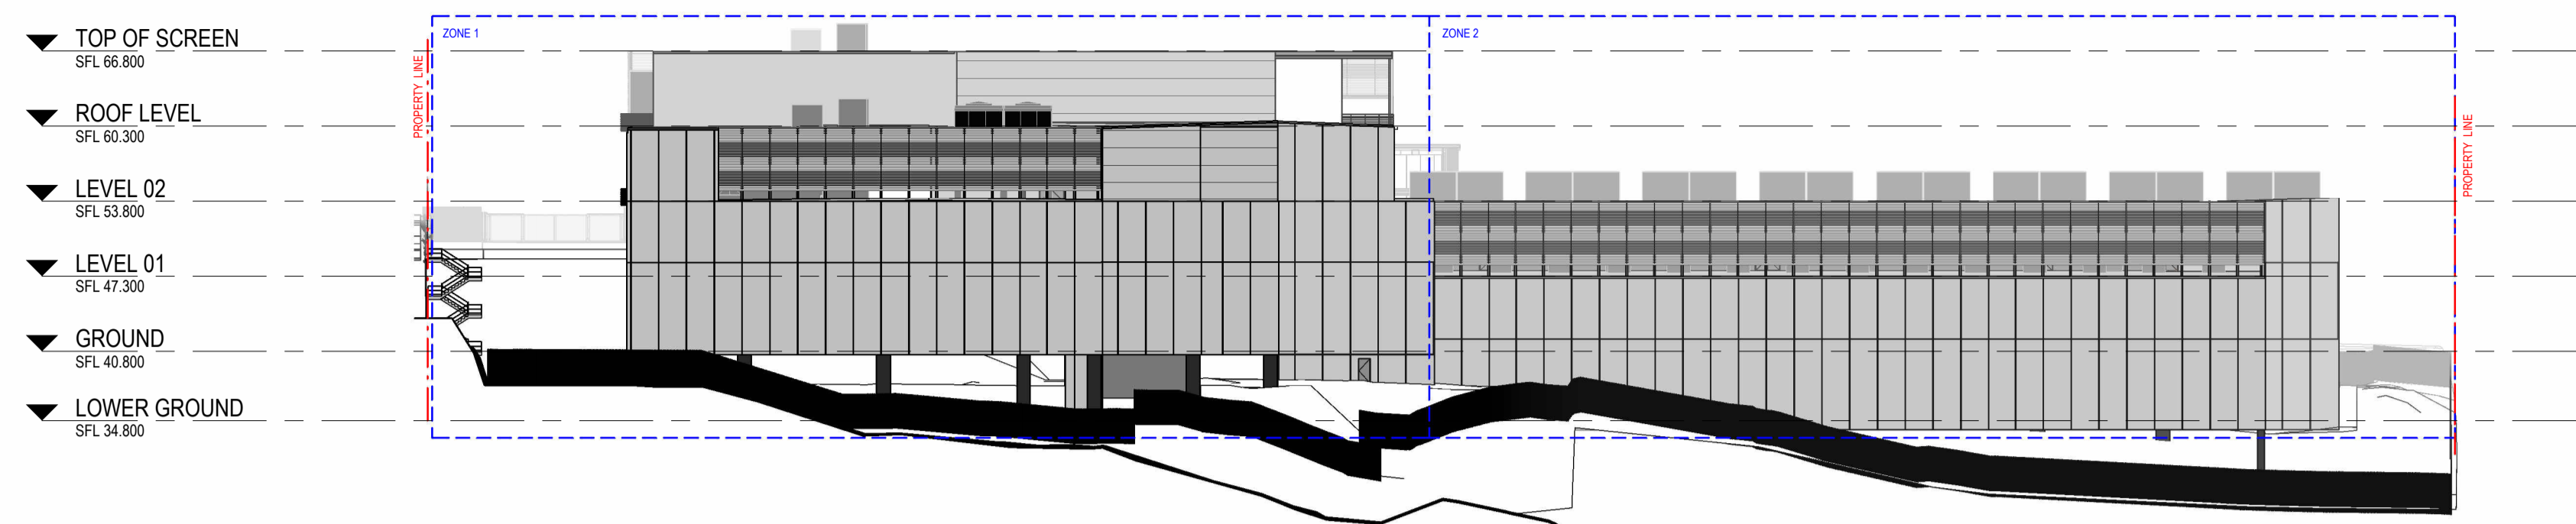 TOP OF SCREEN
SFL 66.800
ROOF LEVEL
SFL 60.300
LEVEL 02
SFL 53.800
LEVEL 01
SFL 47.300
GROUND
SFL 40.800
LOWER GROUND
SFL 34.800
PROPERTY LINE
ZONE 1
ZONE 2
PROPERTY LINE